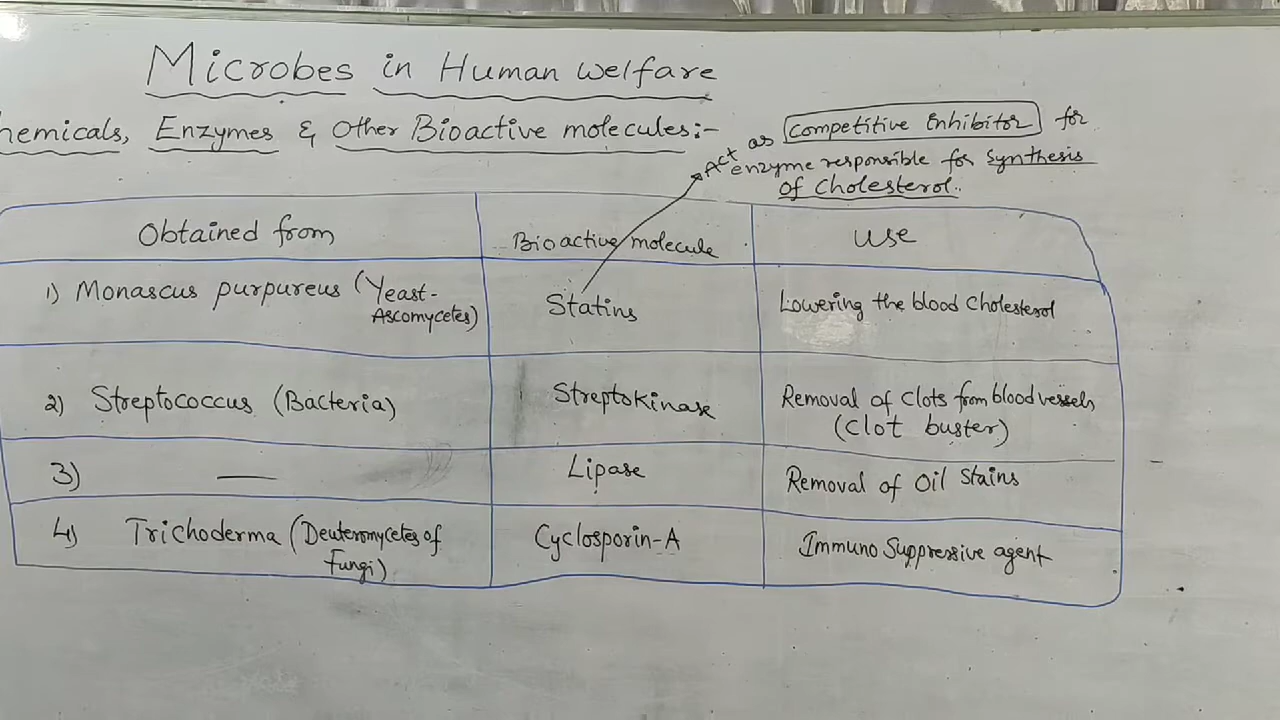 Microbes in Human Welfare
hemicals, Enzymes & Other Bioactive molecules:-
Act as Competitive Inhibitor for
enzyme responsible for Synthesis
of Cholesterol.
Obtained from Bioactive molecule Use
1) Monascus purpureus (Yeast-
Ascomycetes) Statins Lowering the blood Cholesterol
2) Streptococcus (Bacteria) Streptokinase Removal of Clots from blood vessels
(Clot buster)
3) — Lipase Removal of Oil Stains
4) Trichoderma (Deuteromycetes of
Fungi) Cyclosporin-A Immuno Suppressive agent